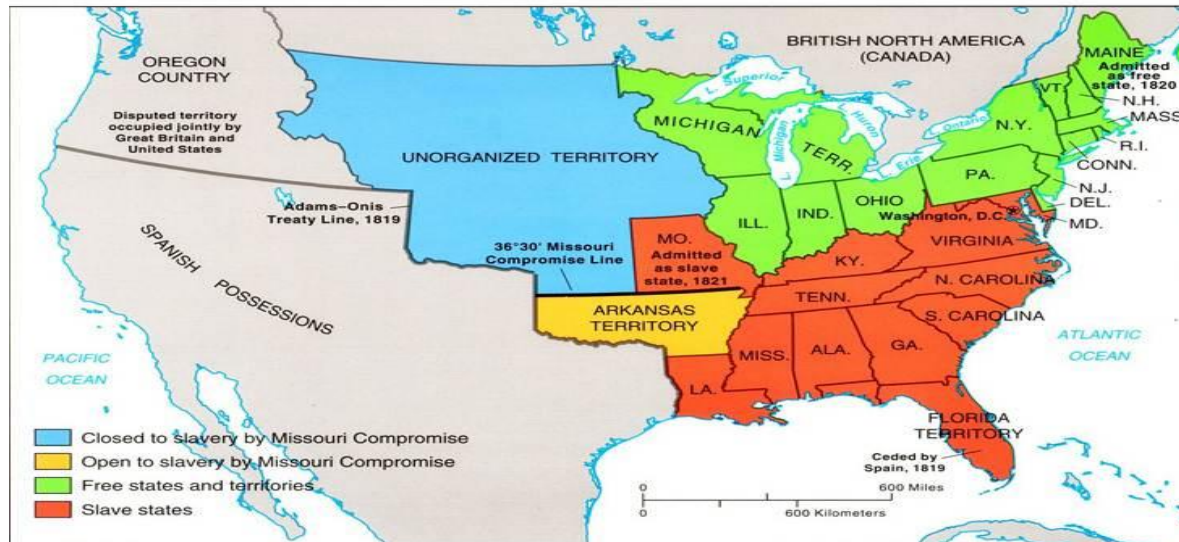 BRITISH NORTH AMERICA
(CANADA)
OREGON
COUNTRY
Disputed territory
occupied jointly by
Great Britain and
United States
MAINE
Admitted
as free
state, 1820
VT.
N.H.
MASS
R.I.
CONN.
N.Y.
L. Superior
L. Michigan
Huron
Ontario
Erie
MICHIGAN
TERR.
UNORGANIZED TERRITORY
PA.
N.J.
DEL.
MD.
OHIO
IND.
ILL.
Washington, D.C.
Adams–Onis
Treaty Line, 1819
SPANISH
POSSESSIONS
36°30' Missouri
Compromise Line
MO.
Admitted
as slave
state, 1821
VIRGINIA
KY.
N. CAROLINA
TENN.
S. CAROLINA
ARKANSAS
TERRITORY
MISS.
ALA.
GA.
LA.
ATLANTIC
OCEAN
PACIFIC
OCEAN
FLORIDA
TERRITORY
Ceded by
Spain, 1819
Closed to slavery by Missouri Compromise
Open to slavery by Missouri Compromise
Free states and territories
Slave states
0
600 Miles
0
600 Kilometers